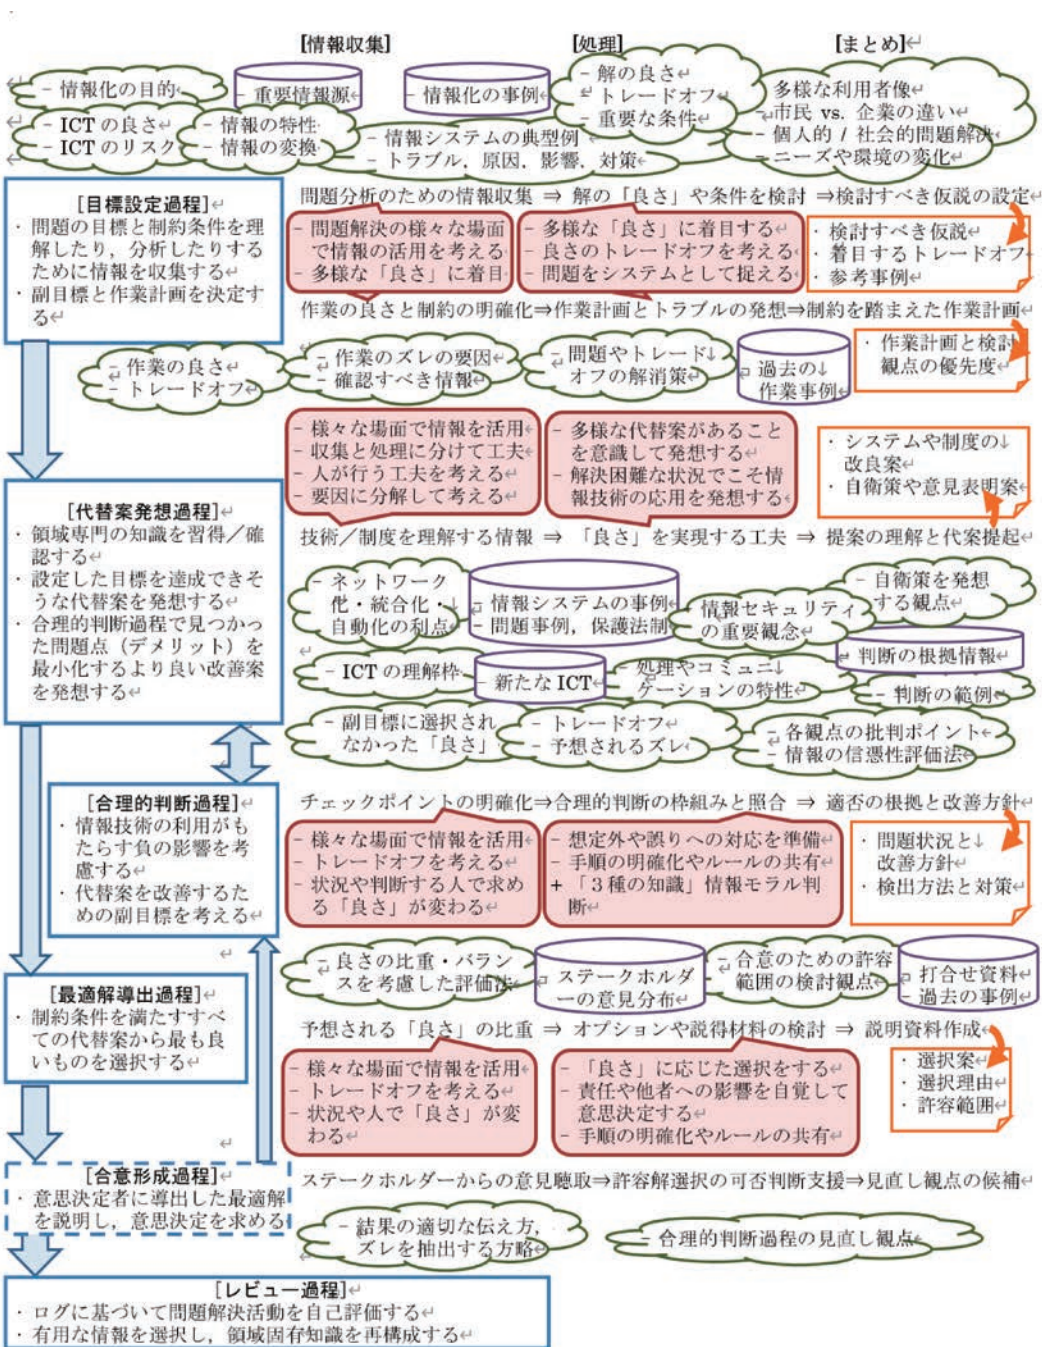 [情報収集]↵
[処理]
[まとめ]↵
- 情報化の目的↵
- 重要情報源↵
- 情報化の事例↵
- 解の良さ↵
- トレードオフ↵
- 重要な条件↵
多様な利用者像↵
- 市民 vs. 企業の違い↵
- 個人的 / 社会的問題解決
- ニーズや環境の変化↵
- ICT の良さ↵
- ICT のリスク↵
- 情報の特性
- 情報の変換↵
- 情報システムの典型例↵
- トラブル，原因，影響，対策↵
[目標設定過程]↵
・ 問題の目標と制約条件を理
解したり，分析したりする
ために情報を収集する↵
・ 副目標と作業計画を決定す
る↵
問題分析のための情報収集 ⇒ 解の「良さ」や条件を検討 ⇒検討すべき仮説の設定↵
- 問題解決の様々な場面
で情報の活用を考える↵
- 多様な「良さ」に着目
- 多様な「良さ」に着目する↵
- 良さのトレードオフを考える↵
- 問題をシステムとして捉える↵
・ 検討すべき仮説↵
・ 着目するトレードオフ↵
・ 参考事例↵
作業の良さと制約の明確化⇒作業計画とトラブルの発想⇒制約を踏まえた作業計画↵
- 作業の良さ↵
- トレードオフ↵
- 作業のズレの要因↵
- 確認すべき情報↵
- 問題やトレード↓
オフの解消策↵
過去の↓
作業事例↵
・ 作業計画と検討
観点の優先度↵
- 様々な場面で情報を活用↵
- 収集と処理に分けて工夫↵
- 人が行う工夫を考える↵
- 要因に分解して考える↵
- 多様な代替案があること
を意識して発想する↵
- 解決困難な状況でこそ情
報技術の応用を発想する↵
・ システムや制度の↓
改良案↵
・ 自衛策や意見表明案↵
[代替案発想過程]↵
・ 領域専門の知識を習得／確
認する↵
・ 設定した目標を達成できそ
うな代替案を発想する↵
・ 合理的判断過程で見つかっ
た問題点（デメリット）を
最小化するより良い改善案
を発想する↵
技術／制度を理解する情報 ⇒ 「良さ」を実現する工夫 ⇒ 提案の理解と代案提起↵
- ネットワーク
化・統合化・↓
自動化の利点↵
- 情報システムの事例↵
- 問題事例，保護法制↵
情報セキュリティ
の重要観念↵
- 自衛策を発想
する観点↵
- 判断の根拠情報↵
- ICT の理解枠↵
- 新たな ICT↵
- 処理やコミュニ↓
ケーションの特性↵
- 判断の範例↵
- 副目標に選択され
なかった「良さ」
- トレードオフ↵
- 予想されるズレ↵
- 各観点の批判ポイント↵
- 情報の信憑性評価法↵
[合理的判断過程]↵
・ 情報技術の利用がも
たらす負の影響を考
慮する↵
・ 代替案を改善するた
めの副目標を考える↵
チェックポイントの明確化⇒合理的判断の枠組みと照合 ⇒ 適否の根拠と改善方針↵
- 様々な場面で情報を活用
- トレードオフを考える↵
- 状況や判断する人で求め
る「良さ」が変わる↵
- 想定外や誤りへの対応を準備↵
- 手順の明確化やルールの共有↵
+ 「３種の知識」情報モラル判
断↵
・ 問題状況と↓
改善方針↵
・ 検出方法と対策↵
- 良さの比重・バラン
スを考慮した評価法↵
ステークホルダ
ーの意見分布↵
- 合意のための許容
範囲の検討観点↵
- 打合せ資料↵
- 過去の事例↵
[最適解導出過程]↵
・ 制約条件を満たすすべ
ての代替案から最も良
いものを選択する↵
予想される「良さ」の比重 ⇒ オプションや説得材料の検討 ⇒ 説明資料作成↵
- 様々な場面で情報を活用↵
- トレードオフを考える↵
- 状況や人で「良さ」が変
わる↵
- 「良さ」に応じた選択をする↵
- 責任や他者への影響を自覚して
意思決定する↵
- 手順の明確化やルールの共有↵
・ 選択案↵
・ 選択理由↵
・ 許容範囲↵
[合意形成過程]↵
・ 意思決定者に導出した最適解
を説明し，意思決定を求める↵
ステークホルダーからの意見聴取⇒許容解選択の可否判断支援⇒見直し観点の候補↵
- 結果の適切な伝え方，
ズレを抽出する方略↵
- 合理的判断過程の見直し観点↵
[レビュー過程]↵
・ ログに基づいて問題解決活動を自己評価する↵
・ 有用な情報を選択し，領域固有知識を再構成する↵